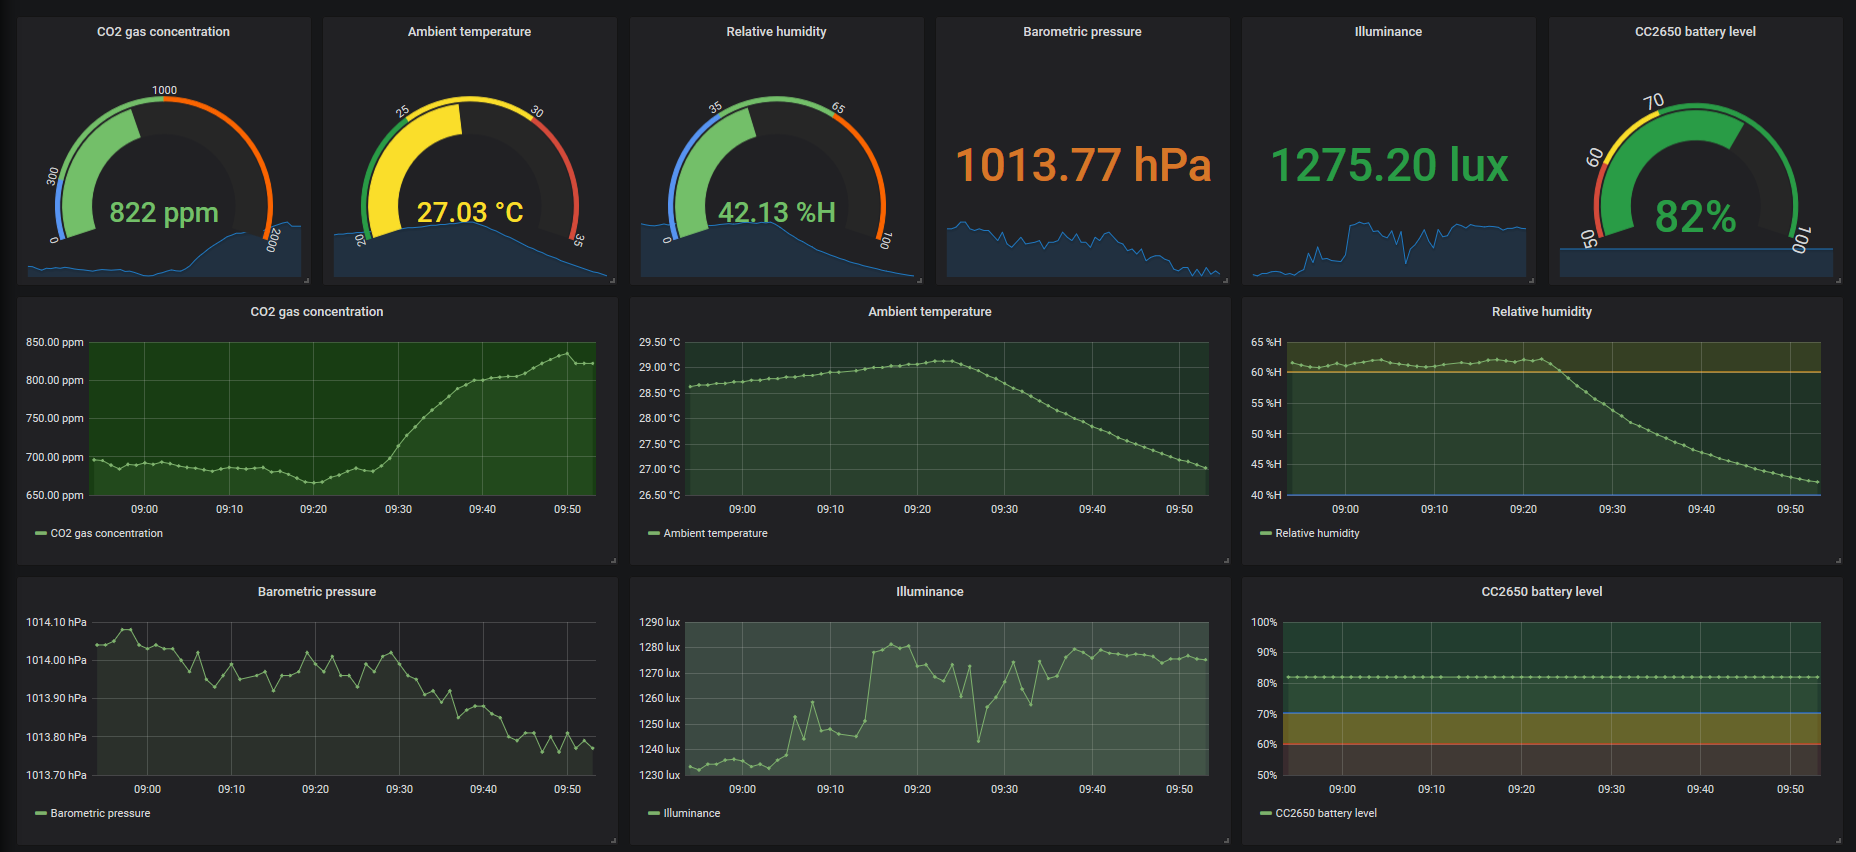 CO2 gas concentration
1000
300
0
2000
822 ppm
Ambient temperature
25
30
20
35
27.03 °C
Relative humidity
35
65
0
100
42.13 %H
Barometric pressure
1013.77 hPa
Illuminance
1275.20 lux
CC2650 battery level
70
60
50
100
82%
CO2 gas concentration
850.00 ppm
800.00 ppm
750.00 ppm
700.00 ppm
650.00 ppm
09:00 09:10 09:20 09:30 09:40 09:50
CO2 gas concentration
Ambient temperature
29.50 °C
29.00 °C
28.50 °C
28.00 °C
27.50 °C
27.00 °C
26.50 °C
09:00 09:10 09:20 09:30 09:40 09:50
Ambient temperature
Relative humidity
65 %H
60 %H
55 %H
50 %H
45 %H
40 %H
09:00 09:10 09:20 09:30 09:40 09:50
Relative humidity
Barometric pressure
1014.10 hPa
1014.00 hPa
1013.90 hPa
1013.80 hPa
1013.70 hPa
09:00 09:10 09:20 09:30 09:40 09:50
Barometric pressure
Illuminance
1290 lux
1280 lux
1270 lux
1260 lux
1250 lux
1240 lux
1230 lux
09:00 09:10 09:20 09:30 09:40 09:50
Illuminance
CC2650 battery level
100%
90%
80%
70%
60%
50%
09:00 09:10 09:20 09:30 09:40 09:50
CC2650 battery level